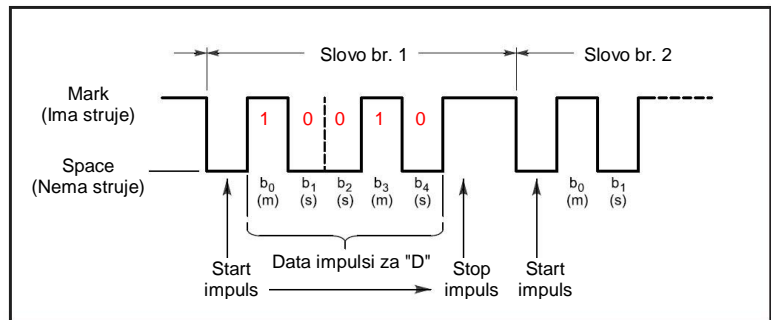 Slovo br. 1 Slovo br. 2
Mark
(Ima struje)
1 0 0 1 0
Space
(Nema struje)
b0 b1 b2 b3 b4 b0 b1
(m) (s) (s) (m) (s) (m) (s)
Start
impuls
Data impulsi za "D"
Stop
impuls
Start
impuls